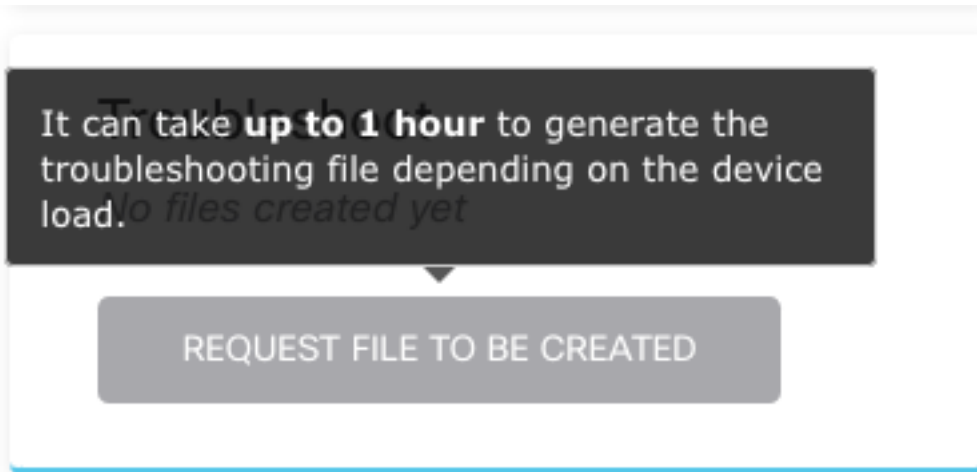 Troubleshoot
It can take up to 1 hour to generate the
troubleshooting file depending on the device
load.
No files created yet
REQUEST FILE TO BE CREATED